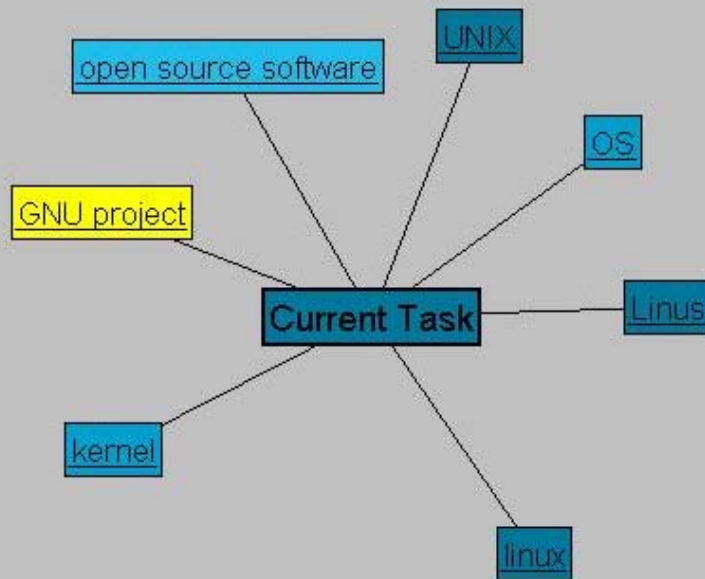 UNIX
open source software
OS
GNU project
Current Task
Linus
kernel
linux